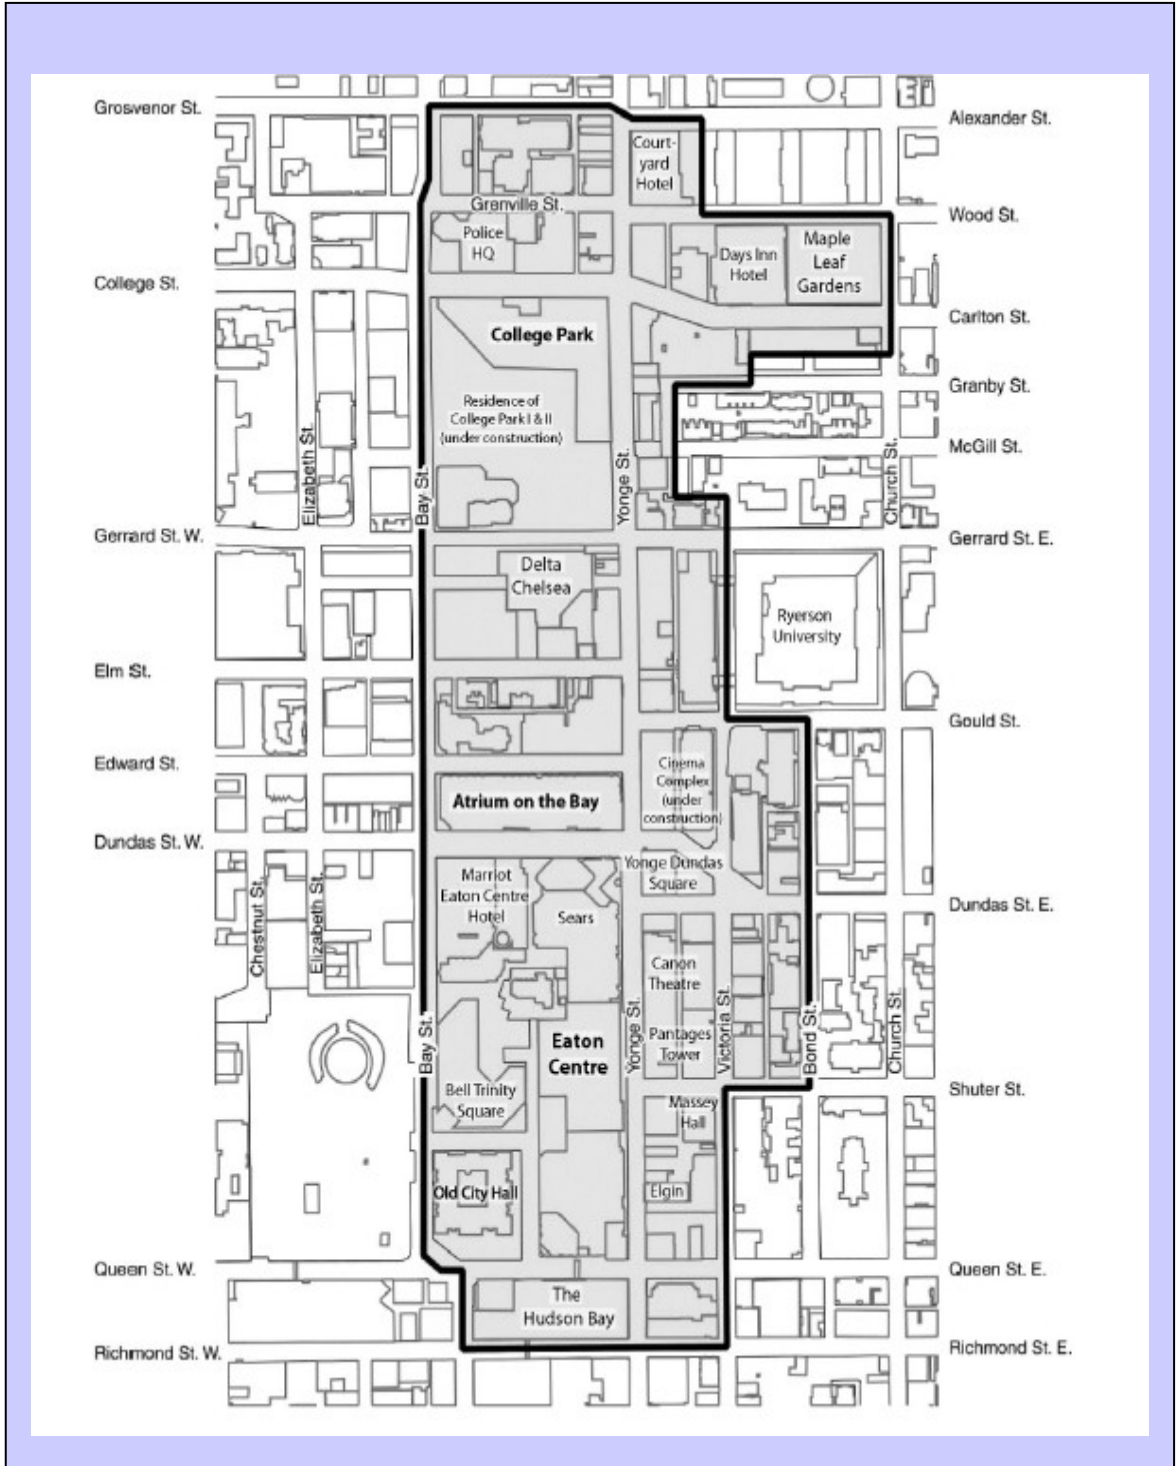 Grosvenor St.
Alexander St.
Court-
yard
Hotel
Grenville St.
Wood St.
Police
HQ
Days Inn
Hotel
Maple
Leaf
Gardens
College St.
Carlton St.
College Park
Granby St.
Residence of
College Park I & II
(under construction)
McGill St.
Elizabeth St.
Bay St.
Yonge St.
Church St.
Gerrard St. W.
Gerrard St. E.
Delta
Chelsea
Ryerson
University
Elm St.
Gould St.
Edward St.
Cinema
Complex
(under
construction)
Atrium on the Bay
Dundas St. W.
Yonge Dundas
Square
Marriot
Eaton Centre
Hotel
Sears
Dundas St. E.
Chestnut St.
Elizabeth St.
Canon
Theatre
Bay St.
Yonge St.
Victoria St.
Bond St.
Church St.
Pantages
Tower
Eaton
Centre
Bell Trinity
Square
Shuter St.
Massey
Hall
Old City Hall
Elgin
Queen St. W.
Queen St. E.
The
Hudson Bay
Richmond St. W.
Richmond St. E.